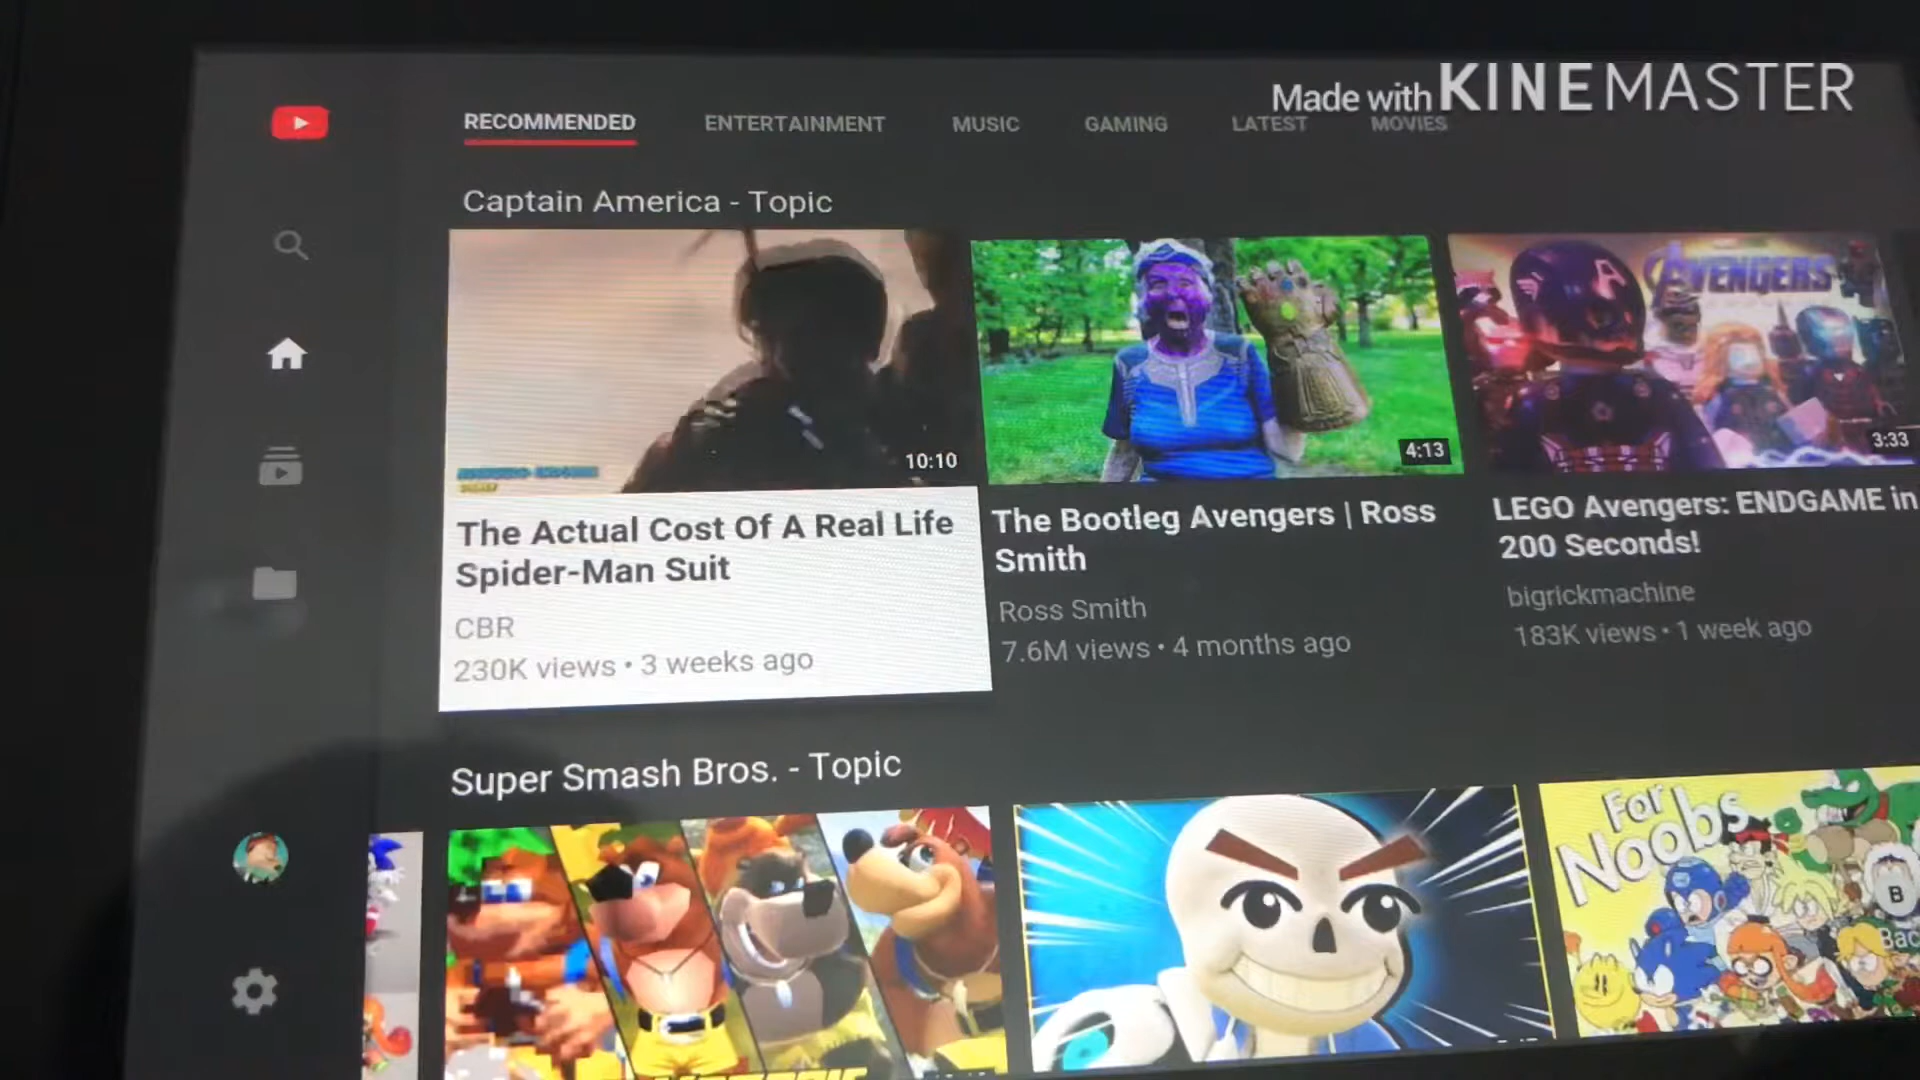 Made with KINEMASTER
RECOMMENDED ENTERTAINMENT MUSIC GAMING LATEST MOVIES
Captain America - Topic
AVENGERS
10:10
4:13
3:33
The Actual Cost Of A Real Life
Spider-Man Suit
CBR
230K views • 3 weeks ago
The Bootleg Avengers | Ross
Smith
Ross Smith
7.6M views • 4 months ago
LEGO Avengers: ENDGAME in
200 Seconds!
bigrickmachine
183K views • 1 week ago
Super Smash Bros. - Topic
For
Noobs
B
Bac